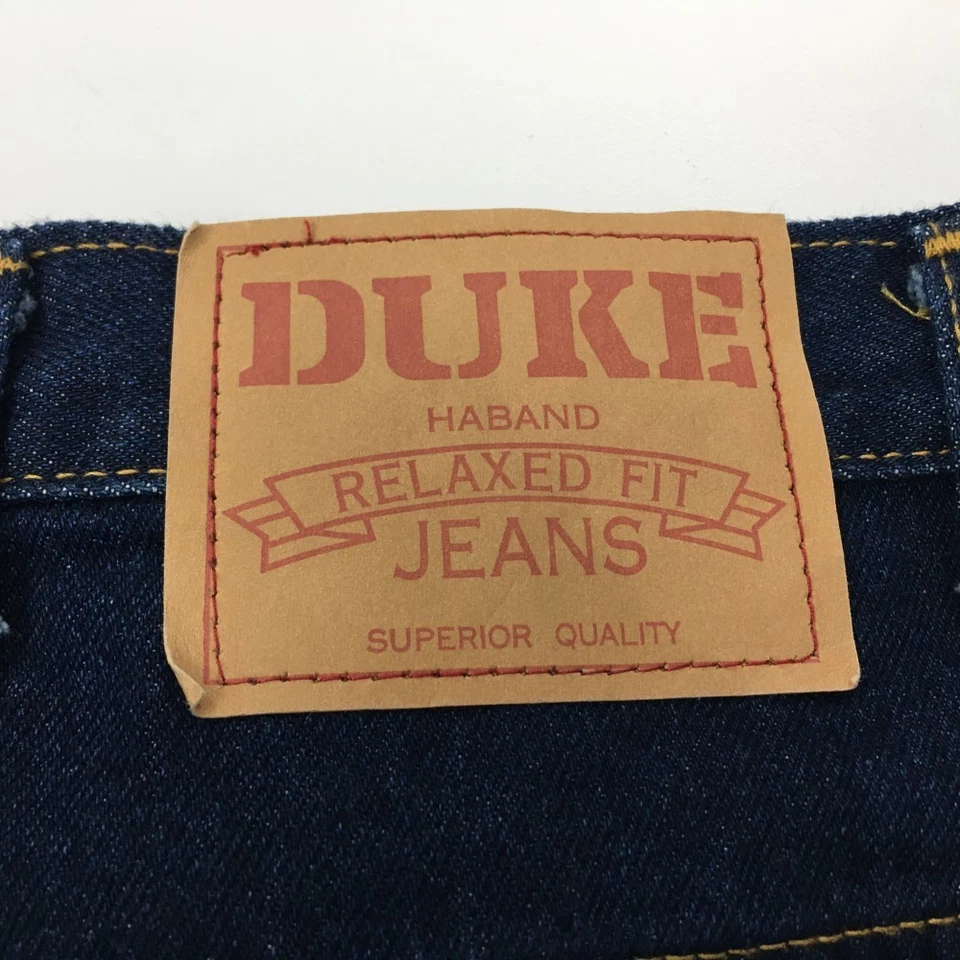 DUKE
HABAND
RELAXED FIT
JEANS
SUPERIOR QUALITY